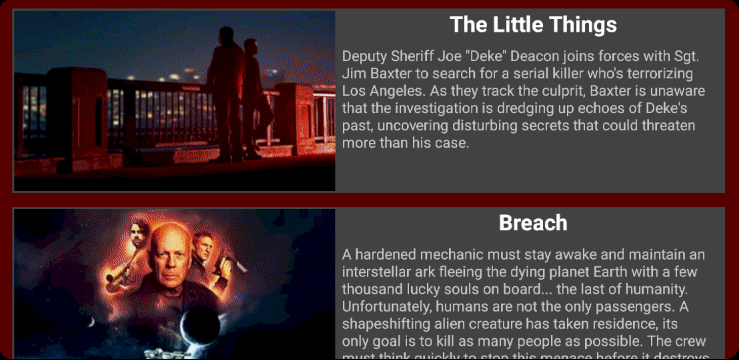 The Little Things
Deputy Sheriff Joe "Deke" Deacon joins forces with Sgt.
Jim Baxter to search for a serial killer who's terrorizing
Los Angeles. As they track the culprit, Baxter is unaware
that the investigation is dredging up echoes of Deke's
past, uncovering disturbing secrets that could threaten
more than his case.
Breach
A hardened mechanic must stay awake and maintain an
interstellar ark fleeing the dying planet Earth with a few
thousand lucky souls on board... the last of humanity.
Unfortunately, humans are not the only passengers. A
shapeshifting alien creature has taken residence, its
only goal is to kill as many people as possible. The crew
must think quickly to stop this menace before it destroys